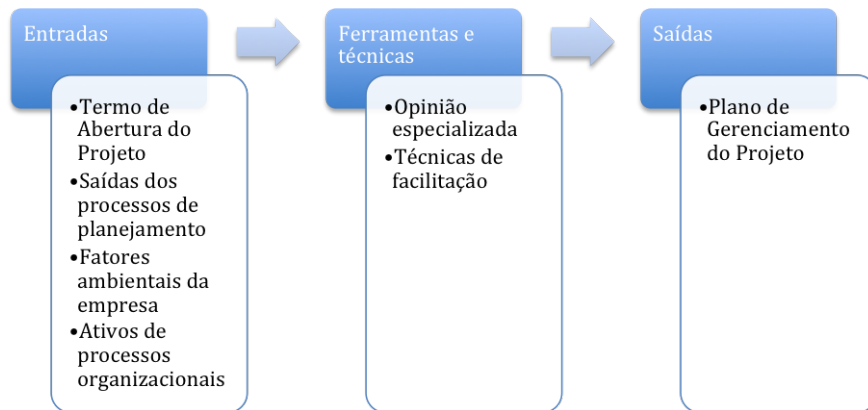 Entradas
•Termo de
Abertura do
Projeto
•Saídas dos
processos de
planejamento
•Fatores
ambientais da
empresa
•Ativos de
processos
organizacionais
Ferramentas e
técnicas
•Opinião
especializada
•Técnicas de
facilitação
Saídas
•Plano de
Gerenciamento
do Projeto